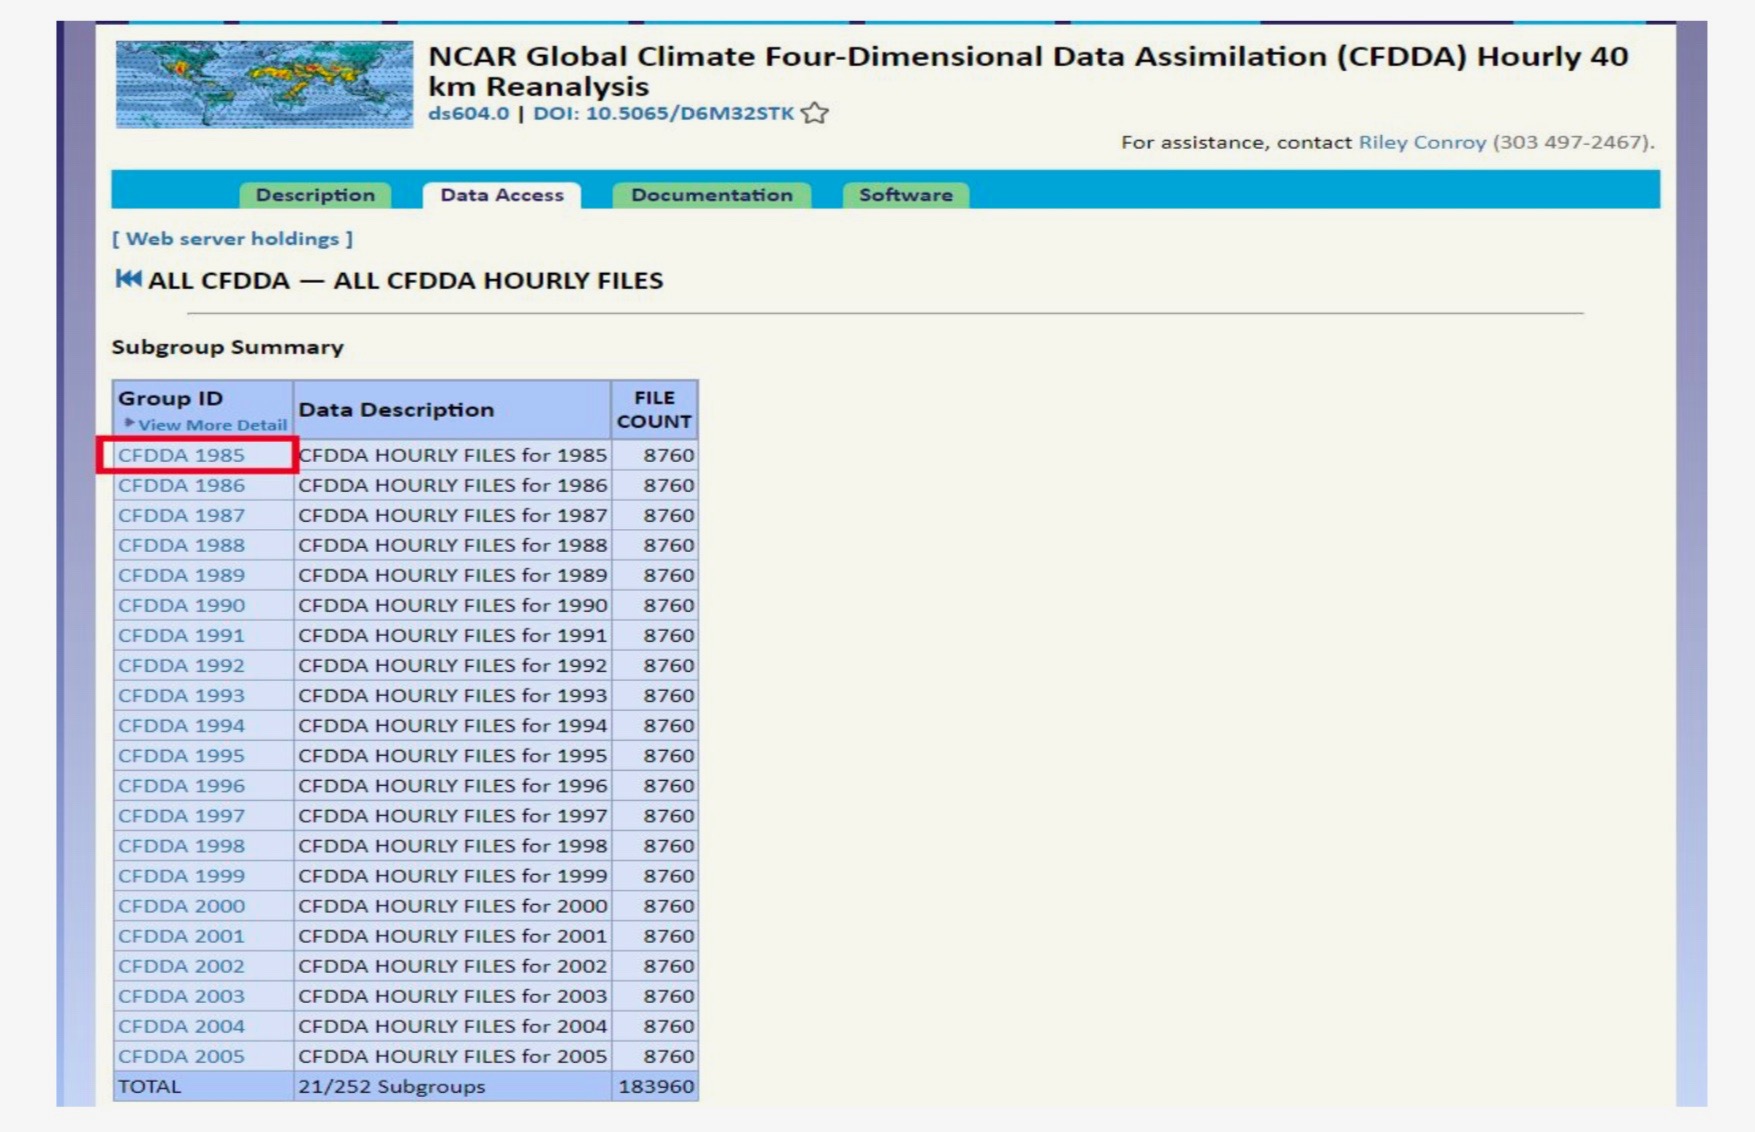 NCAR Global Climate Four-Dimensional Data Assimilation (CFDDA) Hourly 40
km Reanalysis
ds604.0 | DOI: 10.5065/D6M32STK
For assistance, contact Riley Conroy (303 497-2467).
Description Data Access Documentation Software
[ Web server holdings ]
ALL CFDDA — ALL CFDDA HOURLY FILES
Subgroup Summary
Group ID
View More Detail
Data Description
FILE
COUNT
CFDDA 1985 CFDDA HOURLY FILES for 1985 8760
CFDDA 1986 CFDDA HOURLY FILES for 1986 8760
CFDDA 1987 CFDDA HOURLY FILES for 1987 8760
CFDDA 1988 CFDDA HOURLY FILES for 1988 8760
CFDDA 1989 CFDDA HOURLY FILES for 1989 8760
CFDDA 1990 CFDDA HOURLY FILES for 1990 8760
CFDDA 1991 CFDDA HOURLY FILES for 1991 8760
CFDDA 1992 CFDDA HOURLY FILES for 1992 8760
CFDDA 1993 CFDDA HOURLY FILES for 1993 8760
CFDDA 1994 CFDDA HOURLY FILES for 1994 8760
CFDDA 1995 CFDDA HOURLY FILES for 1995 8760
CFDDA 1996 CFDDA HOURLY FILES for 1996 8760
CFDDA 1997 CFDDA HOURLY FILES for 1997 8760
CFDDA 1998 CFDDA HOURLY FILES for 1998 8760
CFDDA 1999 CFDDA HOURLY FILES for 1999 8760
CFDDA 2000 CFDDA HOURLY FILES for 2000 8760
CFDDA 2001 CFDDA HOURLY FILES for 2001 8760
CFDDA 2002 CFDDA HOURLY FILES for 2002 8760
CFDDA 2003 CFDDA HOURLY FILES for 2003 8760
CFDDA 2004 CFDDA HOURLY FILES for 2004 8760
CFDDA 2005 CFDDA HOURLY FILES for 2005 8760
TOTAL 21/252 Subgroups 183960